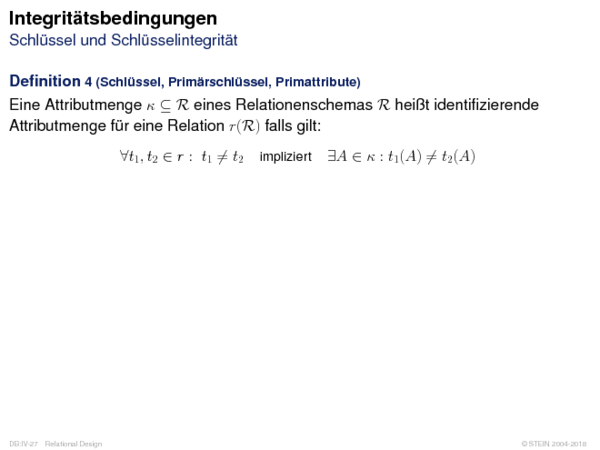 Integritätsbedingungen
Schlüssel und Schlüsselintegrität
Definition 4 (Schlüssel, Primärschlüssel, Primattribute)
Eine Attributmenge κ ⊆ ℛ eines Relationenschemas ℛ heißt identifizierende
Attributmenge für eine Relation r(ℛ) falls gilt:
∀t₁, t₂ ∈ r : t₁ ≠ t₂ impliziert ∃A ∈ κ : t₁(A) ≠ t₂(A)
DB:IV-27 Relational Design © STEIN 2004-2018